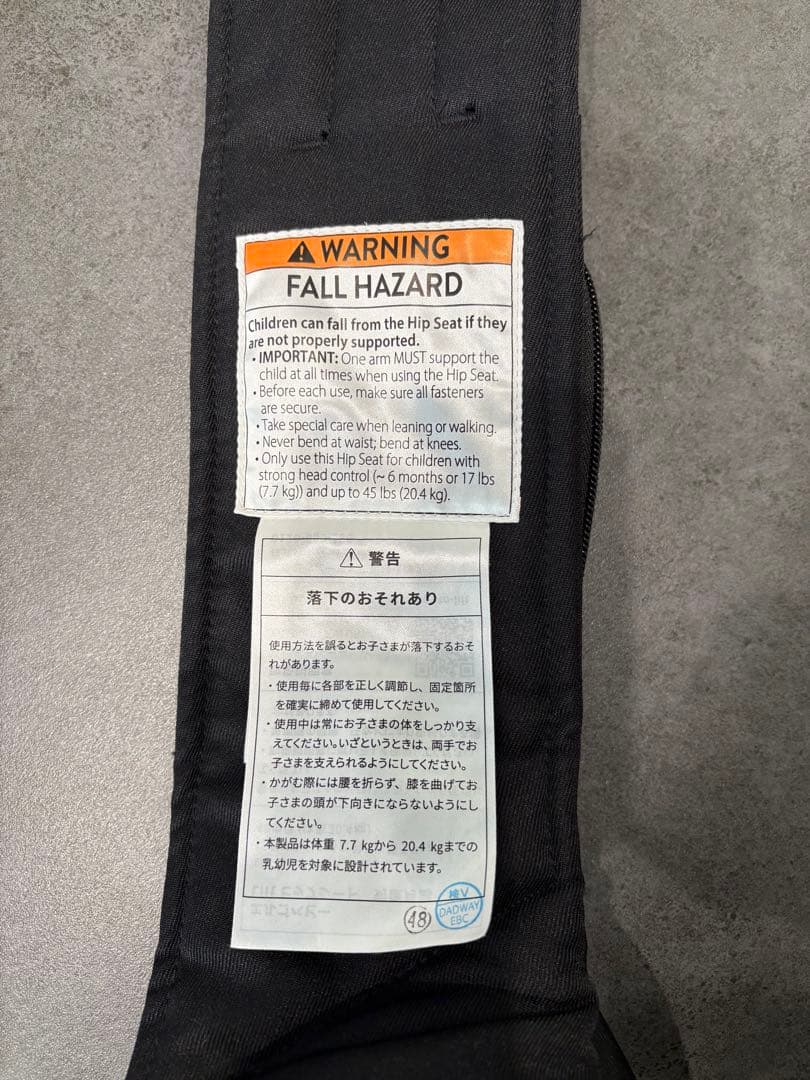 ⚠ WARNING
FALL HAZARD
Children can fall from the Hip Seat if they
are not properly supported.
• IMPORTANT: One arm MUST support the
child at all times when using the Hip Seat.
• Before each use, make sure all fasteners
are secure.
• Take special care when leaning or walking.
• Never bend at waist; bend at knees.
• Only use this Hip Seat for children with
strong head control (~ 6 months or 17 lbs
(7.7 kg)) and up to 45 lbs (20.4 kg).
⚠ 警告
落下のおそれあり
使用方法を誤るとお子さまが落下するおそ
れがあります。
・使用毎に各部を正しく調節し、固定箇所
を確実に締めて使用してください。
・使用中は常にお子さまの体をしっかり支
えてください。いざというときは、両手でお
子さまを支えられるようにしてください。
・かがむ際には腰を折らず、膝を曲げてお
子さまの頭が下向きにならないようにし
てください。
・本製品は体重 7.7 kgから 20.4 kgまでの
乳幼児を対象に設計されています。
48
検V
DADWAY
EBC